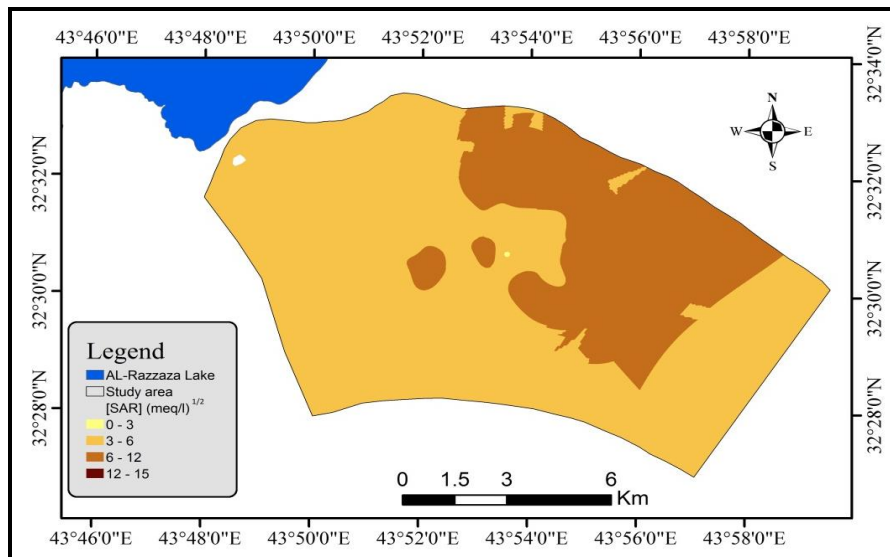 43°46'0"E 43°48'0"E 43°50'0"E 43°52'0"E 43°54'0"E 43°56'0"E 43°58'0"E
32°34'0"N
32°32'0"N
32°30'0"N
32°28'0"N
N
W E
S
32°32'0"N
32°30'0"N
32°28'0"N
Legend
AL-Razzaza Lake
Study area
[SAR] (meq/l) 1/2
0 - 3
3 - 6
6 - 12
12 - 15
0 1.5 3 6
Km
43°46'0"E 43°48'0"E 43°50'0"E 43°52'0"E 43°54'0"E 43°56'0"E 43°58'0"E